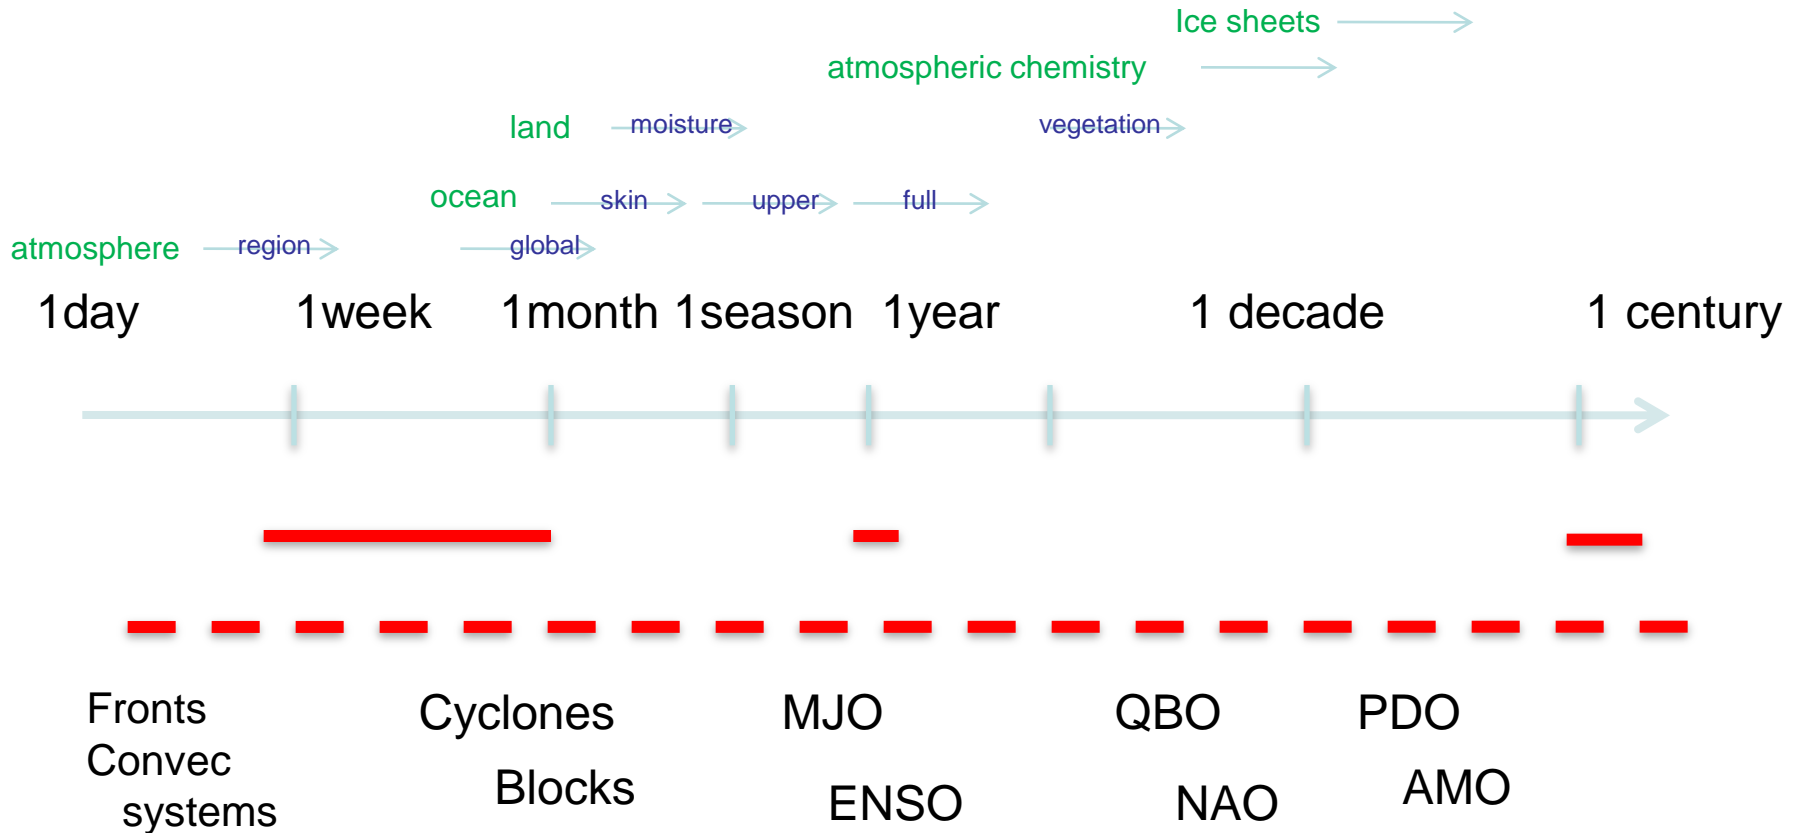 Ice sheets
atmospheric chemistry
land moisture vegetation
ocean skin upper full
atmosphere region global
1day 1week 1month 1season 1year 1 decade 1 century
Fronts Cyclones MJO QBO PDO
Convec
systems Blocks ENSO NAO AMO